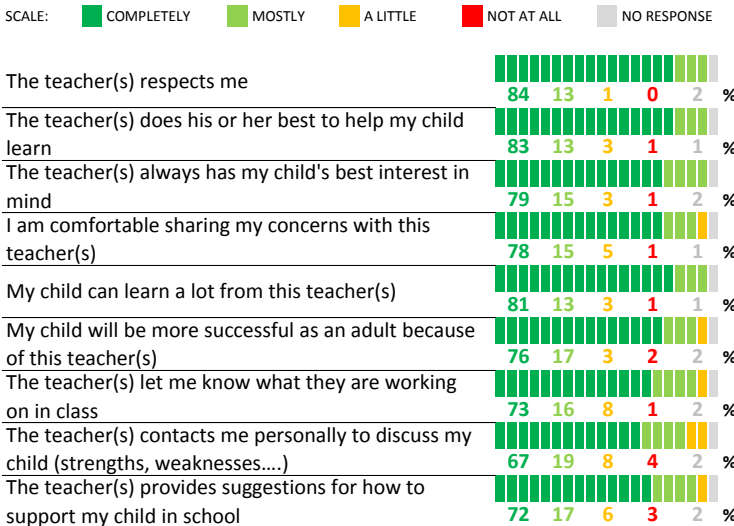 SCALE: COMPLETELY MOSTLY A LITTLE NOT AT ALL NO RESPONSE
The teacher(s) respects me
84 13 1 0 2 %
The teacher(s) does his or her best to help my child
learn
83 13 3 1 1 %
The teacher(s) always has my child's best interest in
mind
79 15 3 1 2 %
I am comfortable sharing my concerns with this
teacher(s)
78 15 5 1 1 %
My child can learn a lot from this teacher(s)
81 13 3 1 1 %
My child will be more successful as an adult because
of this teacher(s)
76 17 3 2 2 %
The teacher(s) let me know what they are working
on in class
73 16 8 1 2 %
The teacher(s) contacts me personally to discuss my
child (strengths, weaknesses....)
67 19 8 4 2 %
The teacher(s) provides suggestions for how to
support my child in school
72 17 6 3 2 %